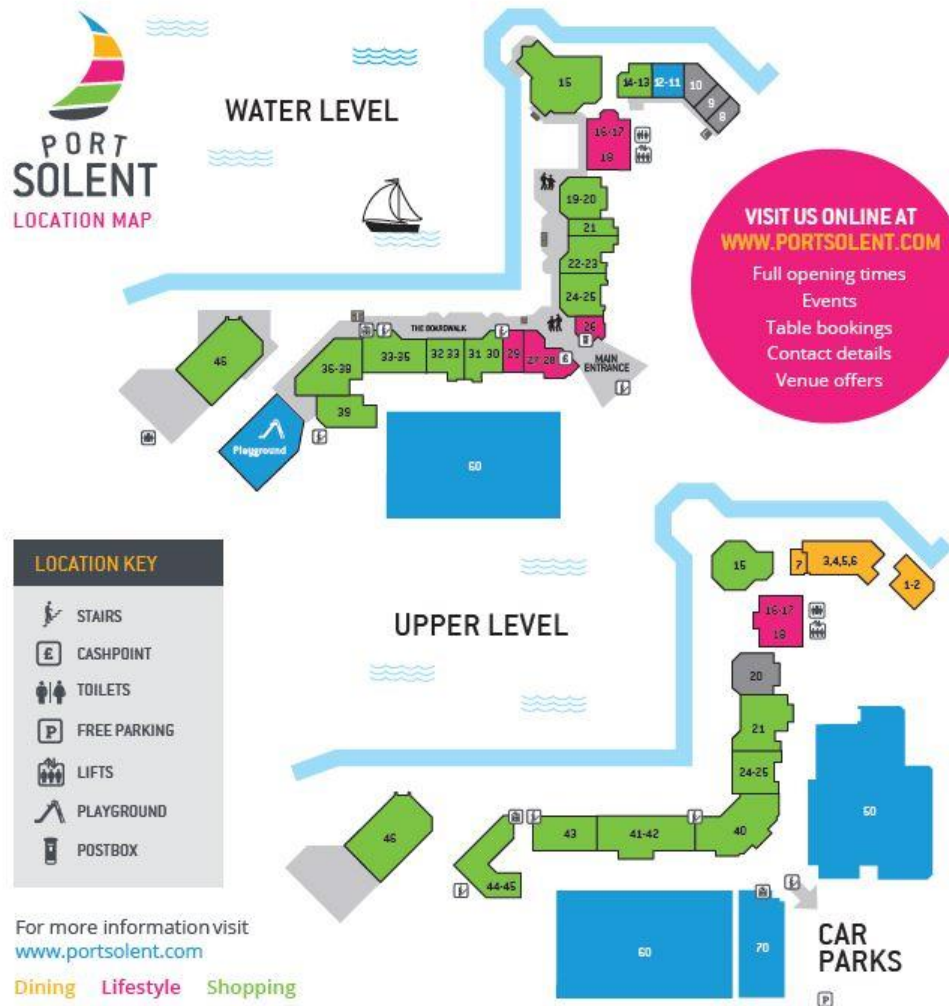 PORT
SOLENT
LOCATION MAP
WATER LEVEL
15
14-13
12-11
10
9
8
16-17
18
19-20
21
22-23
24-25
26
MAIN
ENTRANCE
THE BOARDWALK
46
36-38
33-35
32 33
31 30
29
27
28
£
39
Playground
60
VISIT US ONLINE AT
WWW.PORTSOLENT.COM
Full opening times
Events
Table bookings
Contact details
Venue offers
LOCATION KEY
STAIRS
£ CASHPOINT
TOILETS
P FREE PARKING
LIFTS
PLAYGROUND
POSTBOX
UPPER LEVEL
15
7
3,4,5,6
1-2
16-17
18
20
21
24-25
40
41-42
43
44-45
46
60
60
70
CAR
PARKS
P
For more information visit
www.portsolent.com
Dining Lifestyle Shopping